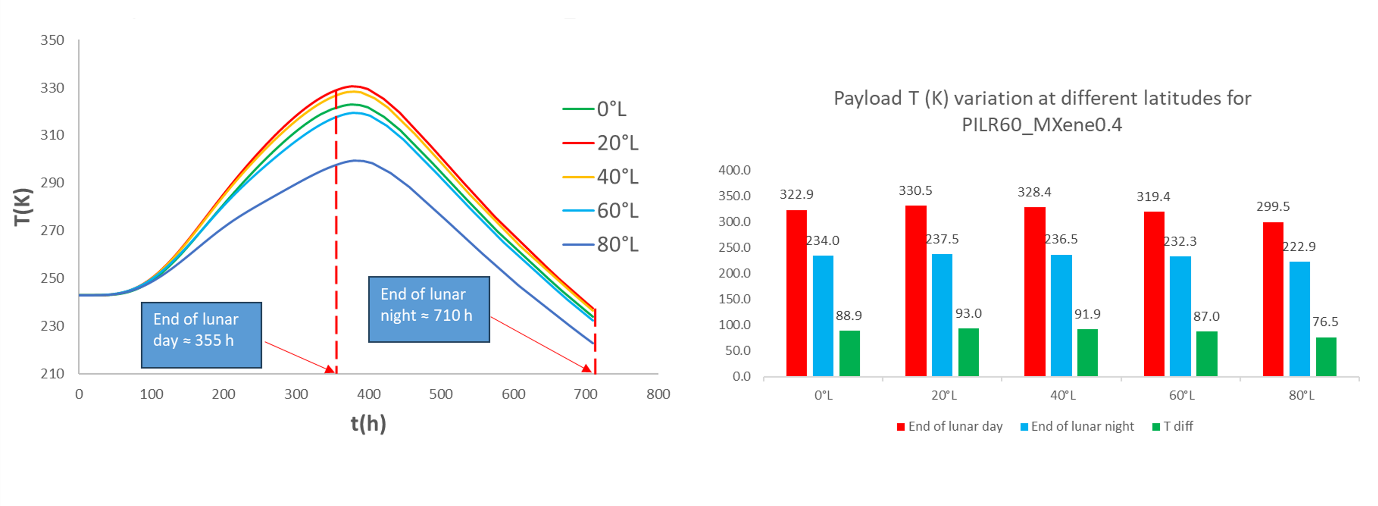 350
330
310
290
270
250
230
210
T(K)
0 100 200 300 400 500 600 700 800
t(h)
0°L
20°L
40°L
60°L
80°L
End of lunar
day ≈ 355 h
End of lunar
night ≈ 710 h
Payload T (K) variation at different latitudes for
PILR60_MXene0.4
400.0
350.0
300.0
250.0
200.0
150.0
100.0
50.0
0.0
322.9 330.5 328.4 319.4 299.5
234.0 237.5 236.5 232.3 222.9
88.9 93.0 91.9 87.0 76.5
0°L 20°L 40°L 60°L 80°L
End of lunar day End of lunar night T diff